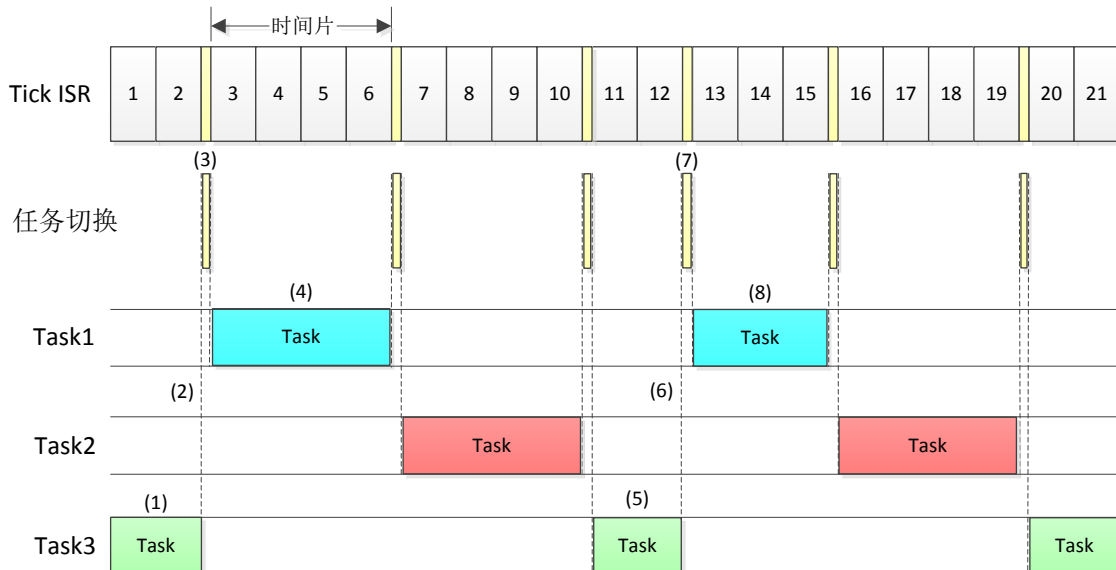 时间片
Tick ISR 1 2 3 4 5 6 7 8 9 10 11 12 13 14 15 16 17 18 19 20 21
(3) (7)
任务切换
(4) (8)
Task1 Task Task
(2) (6)
Task2 Task Task
(1) (5)
Task3 Task Task Task